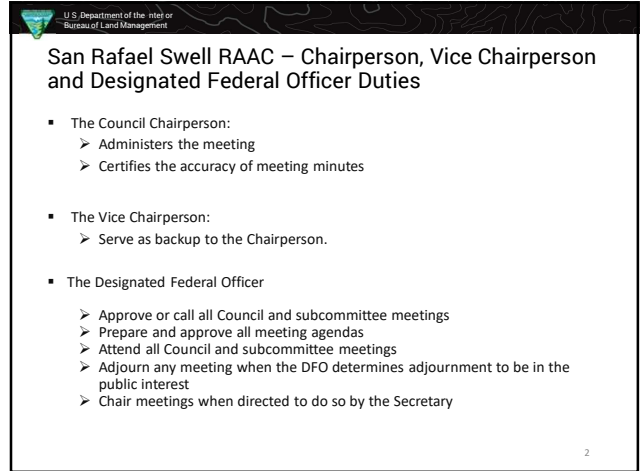 U S Department of the nter or
Bureau of Land Management
San Rafael Swell RAAC – Chairperson, Vice Chairperson
and Designated Federal Officer Duties
▪ The Council Chairperson:
➢ Administers the meeting
➢ Certifies the accuracy of meeting minutes
▪ The Vice Chairperson:
➢ Serve as backup to the Chairperson.
▪ The Designated Federal Officer
➢ Approve or call all Council and subcommittee meetings
➢ Prepare and approve all meeting agendas
➢ Attend all Council and subcommittee meetings
➢ Adjourn any meeting when the DFO determines adjournment to be in the
public interest
➢ Chair meetings when directed to do so by the Secretary
2